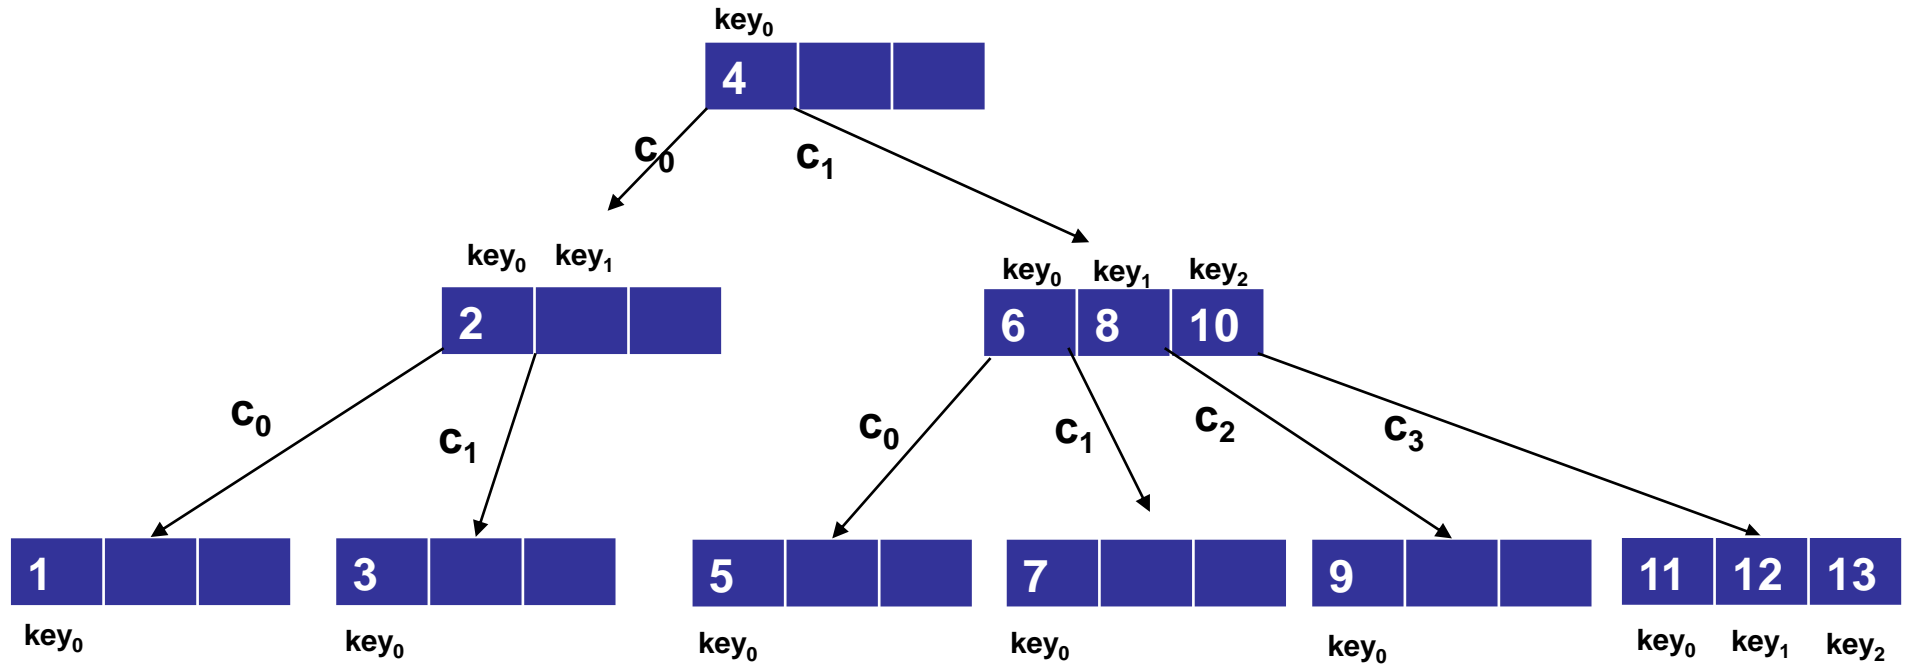 key₀
4
c₀ c₁
key₀ key₁
key₀ key₁ key₂
2
6 8 10
c₀ c₁ c₀ c₁ c₂ c₃
1 3 5 7 9 11 12 13
key₀ key₀ key₀ key₀ key₀ key₀ key₁ key₂